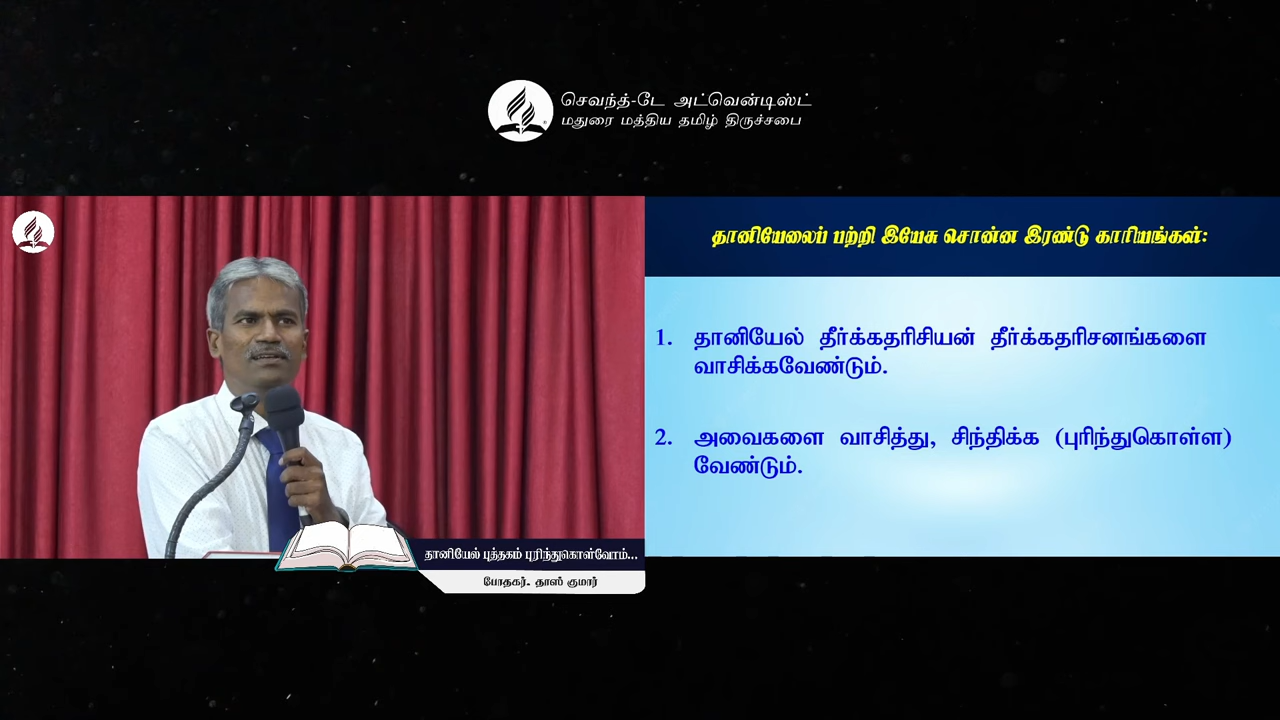 செவந்த்-டே அட்வென்டிஸ்ட்
மதுரை மத்திய தமிழ் திருச்சபை
தானியேலைப் பற்றி இயேசு சொன்ன இரண்டு காரியங்கள்:
1. தானியேல் தீர்க்கதரிசியன் தீர்க்கதரிசனங்களை
வாசிக்கவேண்டும்.
2. அவைகளை வாசித்து, சிந்திக்க (புரிந்துகொள்ள)
வேண்டும்.
தானியேல் புத்தகம் புரிந்துகொள்வோம்...
போதகர். தாஸ் குமார்